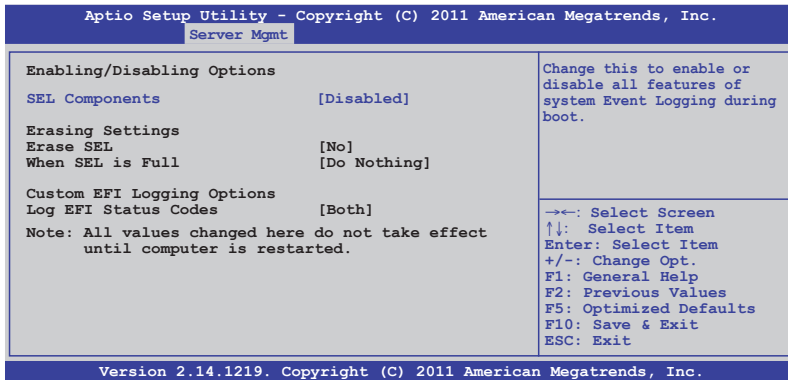 Aptio Setup Utility - Copyright (C) 2011 American Megatrends, Inc.
Server Mgmt
Enabling/Disabling Options
SEL Components [Disabled]
Erasing Settings
Erase SEL [No]
When SEL is Full [Do Nothing]
Custom EFI Logging Options
Log EFI Status Codes [Both]
Note: All values changed here do not take effect
until computer is restarted.
Change this to enable or
disable all features of
system Event Logging during
boot.
→←: Select Screen
↑↓: Select Item
Enter: Select Item
+/-: Change Opt.
F1: General Help
F2: Previous Values
F5: Optimized Defaults
F10: Save & Exit
ESC: Exit
Version 2.14.1219. Copyright (C) 2011 American Megatrends, Inc.